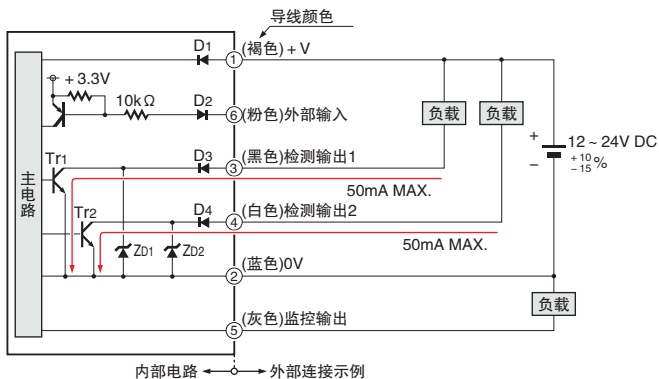 导线颜色
D1
①
(褐色)+V
+3.3V
10kΩ
D2
⑥
(粉色)外部输入
负载
负载
+
−
12~24V DC
+10
−15 %
主电路
Tr1
D3
③
(黑色)检测输出1
50mA MAX.
Tr2
D4
④
(白色)检测输出2
50mA MAX.
ZD1
ZD2
②
(蓝色)0V
负载
⑤
(灰色)监控输出
内部电路
外部连接示例